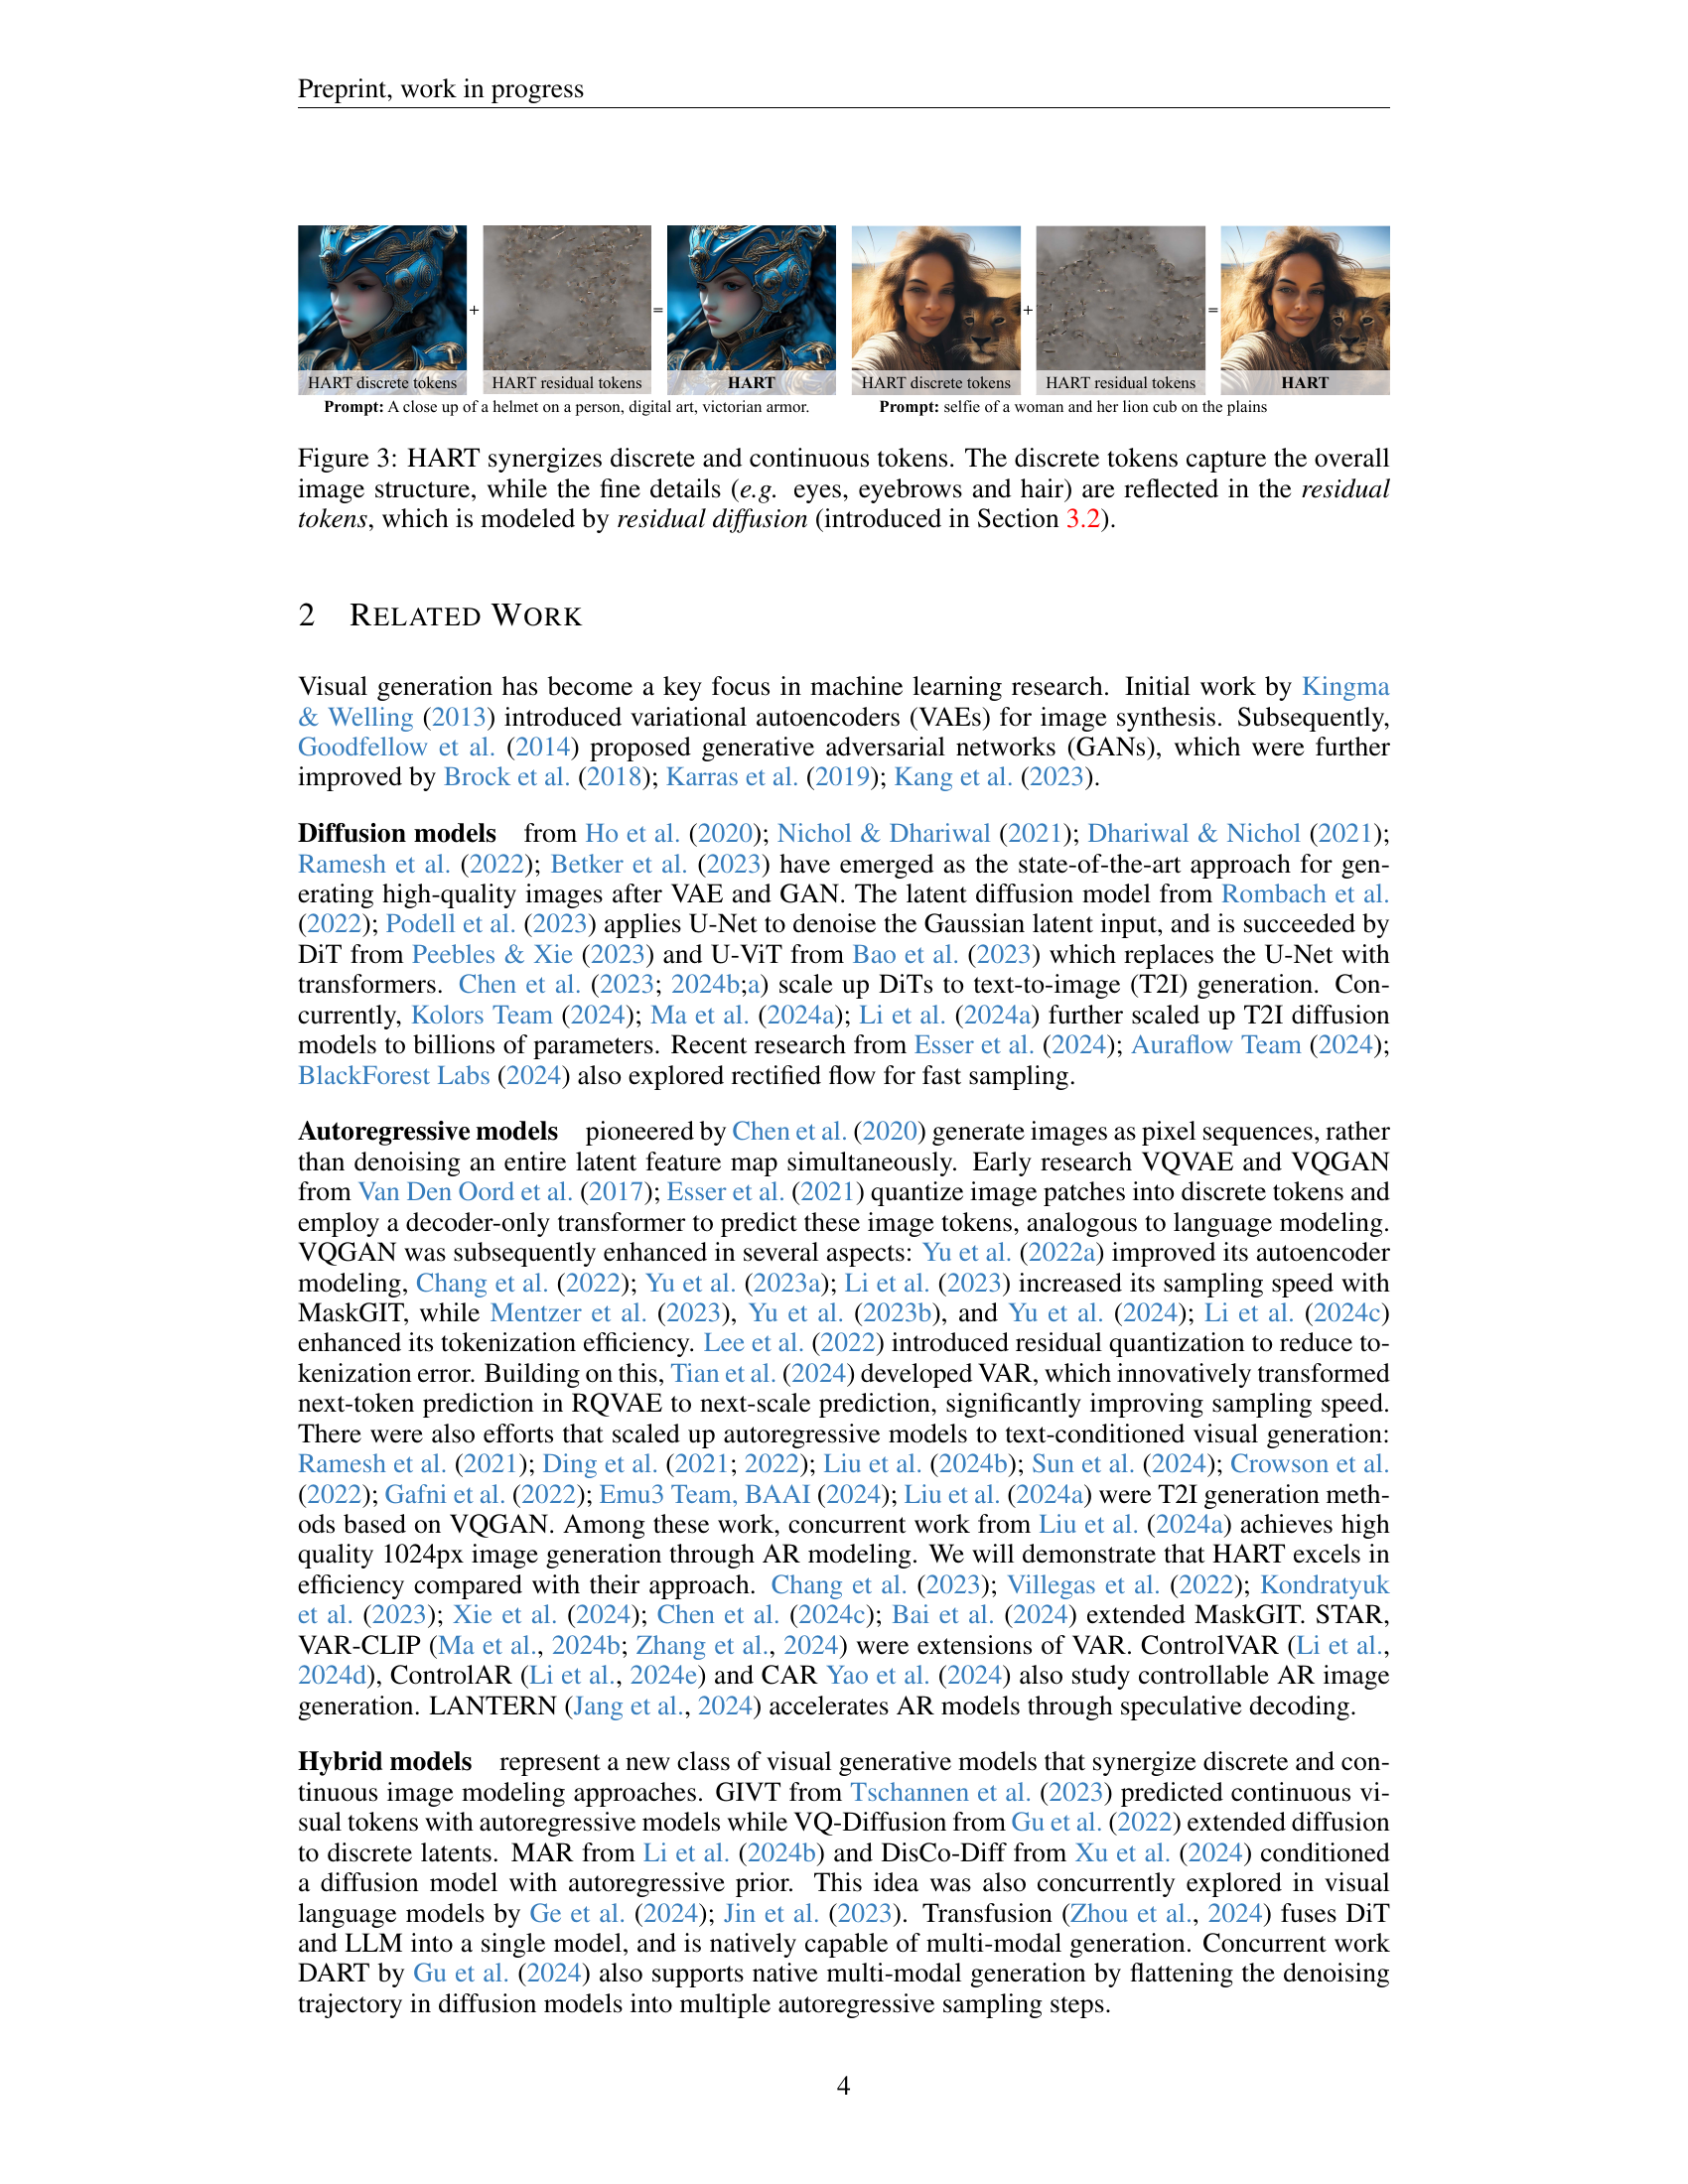 Preprint, work in progress
+
=
+
=
HART discrete tokens
HART residual tokens
HART
HART discrete tokens
HART residual tokens
HART
Prompt: A close up of a helmet on a person, digital art, victorian armor.
Prompt: selfie of a woman and her lion cub on the plains
Figure 3: HART synergizes discrete and continuous tokens. The discrete tokens capture the overall
image structure, while the fine details (e.g. eyes, eyebrows and hair) are reflected in the residual
tokens, which is modeled by residual diffusion (introduced in Section 3.2).
2 RELATED WORK
Visual generation has become a key focus in machine learning research. Initial work by Kingma
& Welling (2013) introduced variational autoencoders (VAEs) for image synthesis. Subsequently,
Goodfellow et al. (2014) proposed generative adversarial networks (GANs), which were further
improved by Brock et al. (2018); Karras et al. (2019); Kang et al. (2023).
Diffusion models from Ho et al. (2020); Nichol & Dhariwal (2021); Dhariwal & Nichol (2021);
Ramesh et al. (2022); Betker et al. (2023) have emerged as the state-of-the-art approach for gen-
erating high-quality images after VAE and GAN. The latent diffusion model from Rombach et al.
(2022); Podell et al. (2023) applies U-Net to denoise the Gaussian latent input, and is succeeded by
DiT from Peebles & Xie (2023) and U-ViT from Bao et al. (2023) which replaces the U-Net with
transformers. Chen et al. (2023; 2024b;a) scale up DiTs to text-to-image (T2I) generation. Con-
currently, Kolors Team (2024); Ma et al. (2024a); Li et al. (2024a) further scaled up T2I diffusion
models to billions of parameters. Recent research from Esser et al. (2024); Auraflow Team (2024);
BlackForest Labs (2024) also explored rectified flow for fast sampling.
Autoregressive models pioneered by Chen et al. (2020) generate images as pixel sequences, rather
than denoising an entire latent feature map simultaneously. Early research VQVAE and VQGAN
from Van Den Oord et al. (2017); Esser et al. (2021) quantize image patches into discrete tokens and
employ a decoder-only transformer to predict these image tokens, analogous to language modeling.
VQGAN was subsequently enhanced in several aspects: Yu et al. (2022a) improved its autoencoder
modeling, Chang et al. (2022); Yu et al. (2023a); Li et al. (2023) increased its sampling speed with
MaskGIT, while Mentzer et al. (2023), Yu et al. (2023b), and Yu et al. (2024); Li et al. (2024c)
enhanced its tokenization efficiency. Lee et al. (2022) introduced residual quantization to reduce to-
kenization error. Building on this, Tian et al. (2024) developed VAR, which innovatively transformed
next-token prediction in RQVAE to next-scale prediction, significantly improving sampling speed.
There were also efforts that scaled up autoregressive models to text-conditioned visual generation:
Ramesh et al. (2021); Ding et al. (2021; 2022); Liu et al. (2024b); Sun et al. (2024); Crowson et al.
(2022); Gafni et al. (2022); Emu3 Team, BAAI (2024); Liu et al. (2024a) were T2I generation meth-
ods based on VQGAN. Among these work, concurrent work from Liu et al. (2024a) achieves high
quality 1024px image generation through AR modeling. We will demonstrate that HART excels in
efficiency compared with their approach. Chang et al. (2023); Villegas et al. (2022); Kondratyuk
et al. (2023); Xie et al. (2024); Chen et al. (2024c); Bai et al. (2024) extended MaskGIT. STAR,
VAR-CLIP (Ma et al., 2024b; Zhang et al., 2024) were extensions of VAR. ControlVAR (Li et al.,
2024d), ControlAR (Li et al., 2024e) and CAR Yao et al. (2024) also study controllable AR image
generation. LANTERN (Jang et al., 2024) accelerates AR models through speculative decoding.
Hybrid models represent a new class of visual generative models that synergize discrete and con-
tinuous image modeling approaches. GIVT from Tschannen et al. (2023) predicted continuous vi-
sual tokens with autoregressive models while VQ-Diffusion from Gu et al. (2022) extended diffusion
to discrete latents. MAR from Li et al. (2024b) and DisCo-Diff from Xu et al. (2024) conditioned
a diffusion model with autoregressive prior. This idea was also concurrently explored in visual
language models by Ge et al. (2024); Jin et al. (2023). Transfusion (Zhou et al., 2024) fuses DiT
and LLM into a single model, and is natively capable of multi-modal generation. Concurrent work
DART by Gu et al. (2024) also supports native multi-modal generation by flattening the denoising
trajectory in diffusion models into multiple autoregressive sampling steps.
4